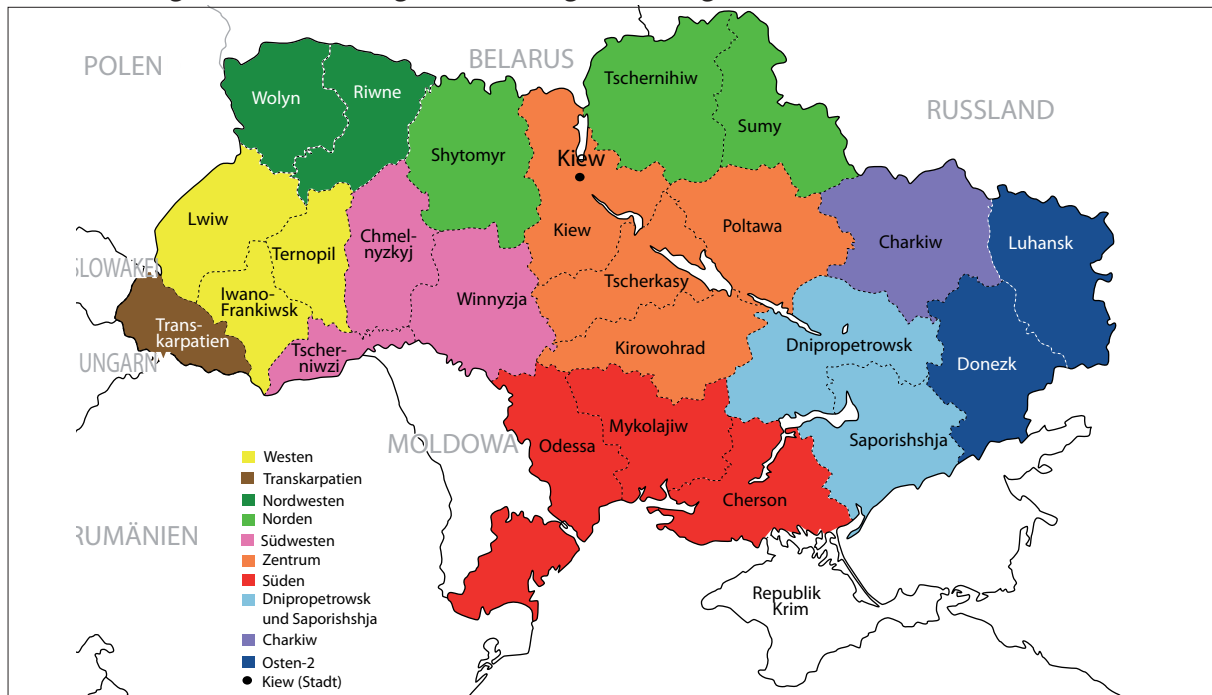 POLEN
BELARUS
RUSSLAND
Wolyn
Riwne
Tschernihiw
Sumy
Shytomyr
Kiew
Lwiw
Ternopil
Chmel-
nyzkyj
Kiew
Poltawa
Charkiw
Luhansk
Iwano-
Frankiwsk
Winnyzja
Tscherkasy
Trans-
karpatien
UNGARN
Tscher-
niwzi
Kirowohrad
Dnipropetrowsk
Donezk
MOLDOWA
Odessa
Mykolajiw
Saporishshja
Cherson
RUMÄNIEN
Republik
Krim
Westen
Transkarpatien
Nordwesten
Norden
Südwesten
Zentrum
Süden
Dnipropetrowsk
und Saporishshja
Charkiw
Osten-2
Kiew (Stadt)